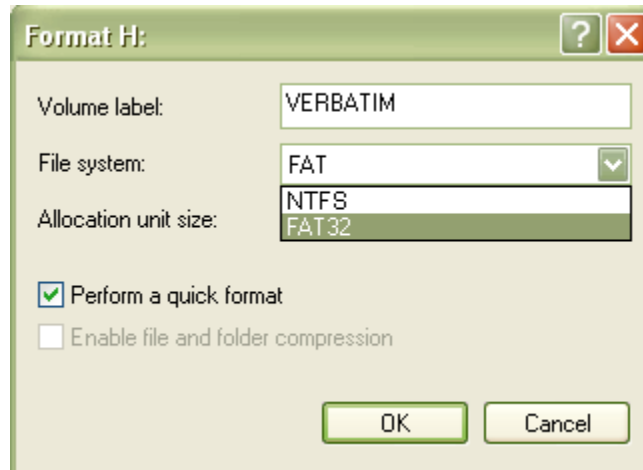 Format H:
Volume label: VERBATIM
File system: FAT
NTFS
Allocation unit size: FAT32
Perform a quick format
Enable file and folder compression
OK Cancel